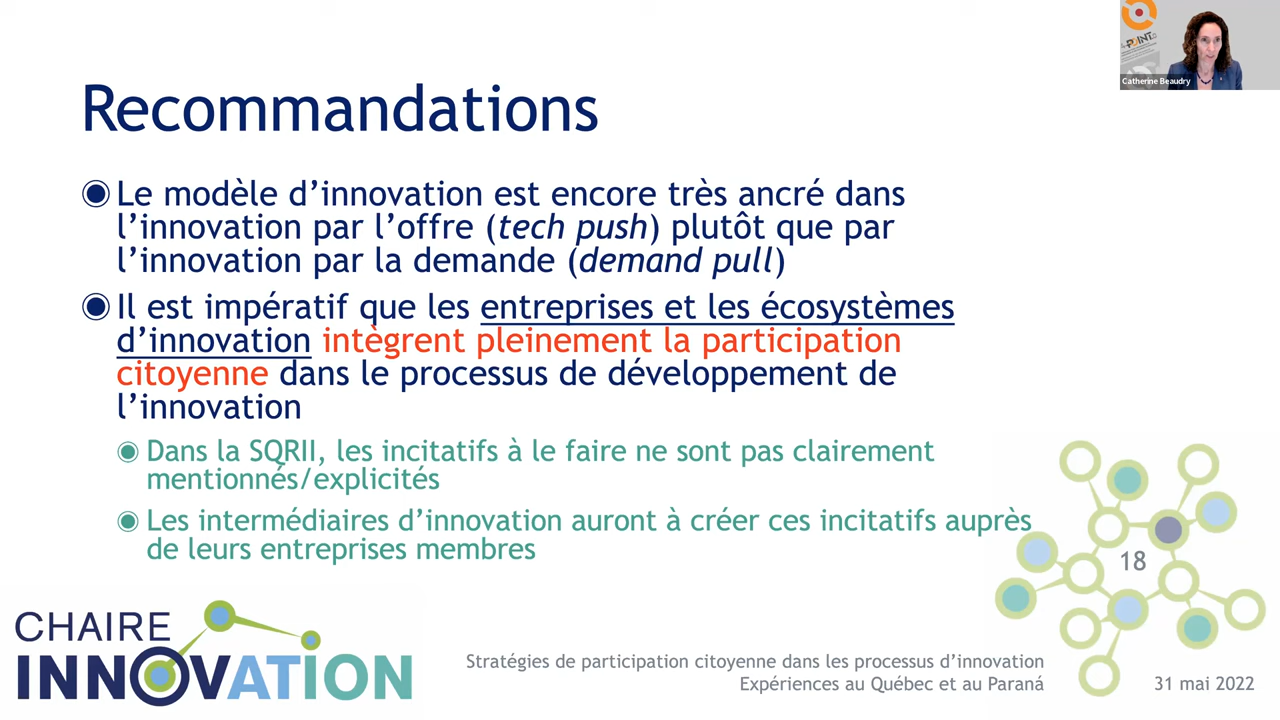 Recommandations
Le modèle d’innovation est encore très ancré dans
l’innovation par l’offre (tech push) plutôt que par
l’innovation par la demande (demand pull)
Il est impératif que les entreprises et les écosystèmes
d’innovation intègrent pleinement la participation
citoyenne dans le processus de développement de
l’innovation
Dans la SQRII, les incitatifs à le faire ne sont pas clairement
mentionnés/explicités
Les intermédiaires d’innovation auront à créer ces incitatifs auprès
de leurs entreprises membres
18
CHAIRE
INNOVATION
Stratégies de participation citoyenne dans les processus d’innovation
Expériences au Québec et au Paraná
31 mai 2022
POINT
Catherine Beaudry